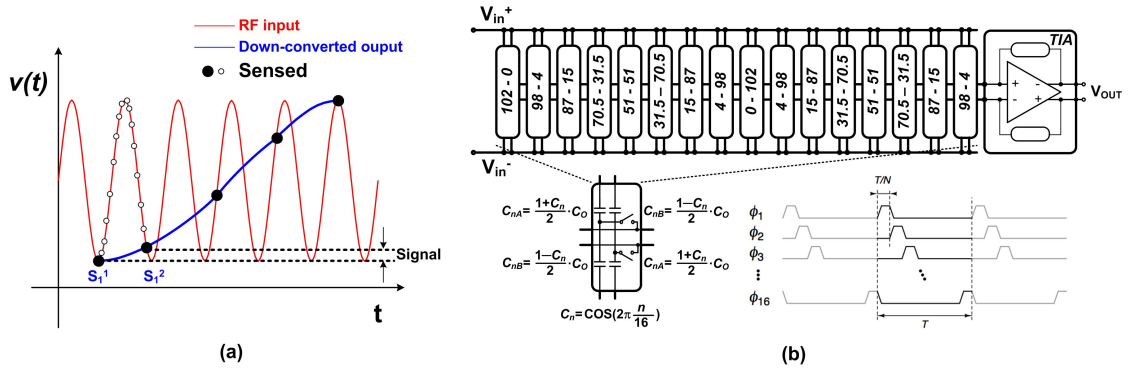 RF input
Down-converted ouput
Sensed
v(t)
Signal
S₁¹
S₁²
t
(a)
Vin⁺
102 - 0
98 - 4
87 - 15
70.5 - 31.5
51 - 51
31.5 – 70.5
15 - 87
4 - 98
0 - 102
4 - 98
15 - 87
31.5 - 70.5
51 - 51
70.5 – 31.5
87 - 15
98 - 4
TIA
+
-
-
+
VOUT
Vin⁻
CnA= 1+Cn/2 · CO
CnB= 1−Cn/2 · CO
CnB= 1−Cn/2 · CO
CnA= 1+Cn/2 · CO
Cn=COS(2π n/16)
T/N
ϕ1
ϕ2
ϕ3
ϕ16
T
(b)